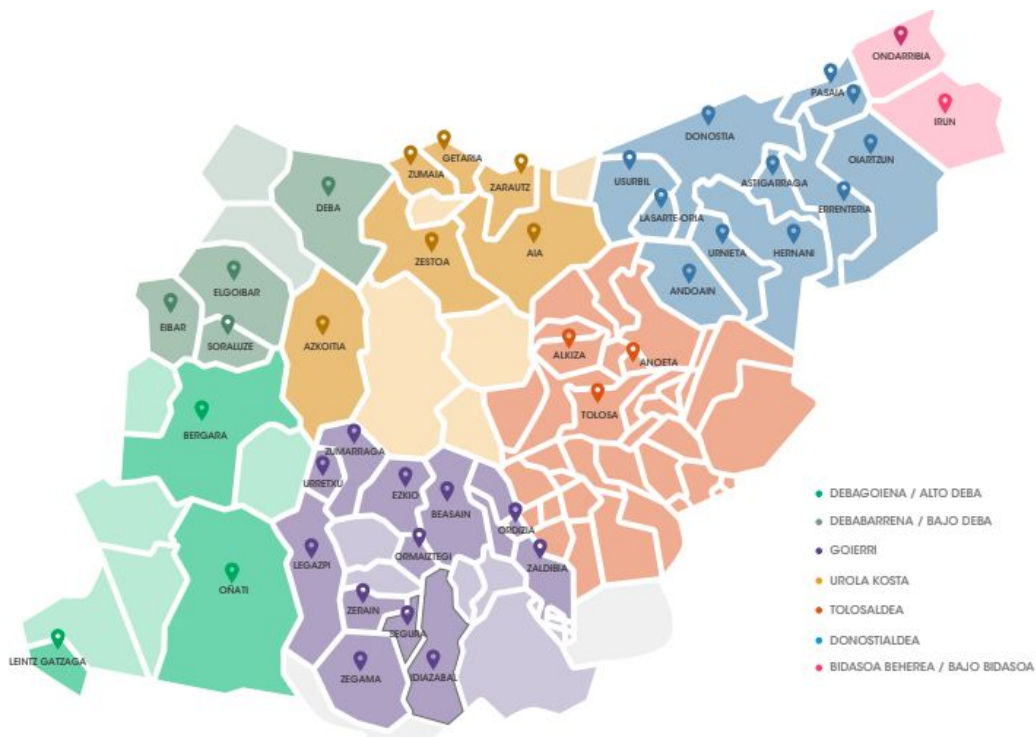 ONDARRIBIA
PASAIA
IRUN
DONOSTIA
OIARTZUN
GETARIA
ZUMAIA
ZARAUTZ
USURBIL
ASTIGARRAGA
ERRENTERIA
DEBA
LASARTE-ORIA
AIA
URNIETA
HERNANI
ZESTOA
ANDOAIN
ELGOIBAR
EIBAR
SORALUZE
AZKOITIA
ALKIZA
ANOETA
TOLOSA
BERGARA
ZUMARRAGA
URRETXU
EZKIO
BEASAIN
ORDIZIA
ORMAIZTEGI
LEGAZPI
ZALDIBIA
OÑATI
ZERAIN
SEGURA
LEINTZ GATZAGA
ZEGAMA
IDIAZABAL
DEBAGOIENA / ALTO DEBA
DEBABARRENA / BAJO DEBA
GOIERRI
UROLA KOSTA
TOLOSALDEA
DONOSTIALDEA
BIDASOA BEHEREA / BAJO BIDASOA